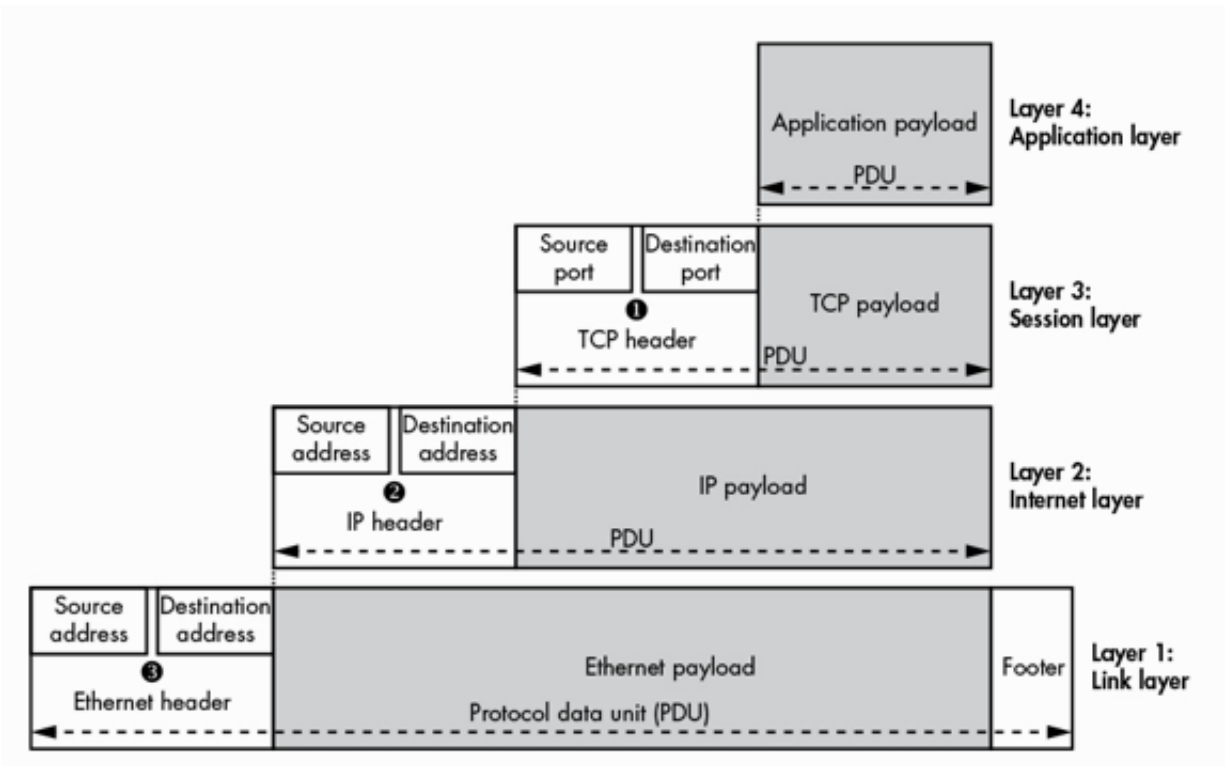 Application payload
PDU
Layer 4:
Application layer
Source
port
Destination
port
❶
TCP header
TCP payload
PDU
Layer 3:
Session layer
Source
address
Destination
address
❷
IP header
IP payload
PDU
Layer 2:
Internet layer
Source
address
Destination
address
❸
Ethernet header
Ethernet payload
Protocol data unit (PDU)
Footer
Layer 1:
Link layer